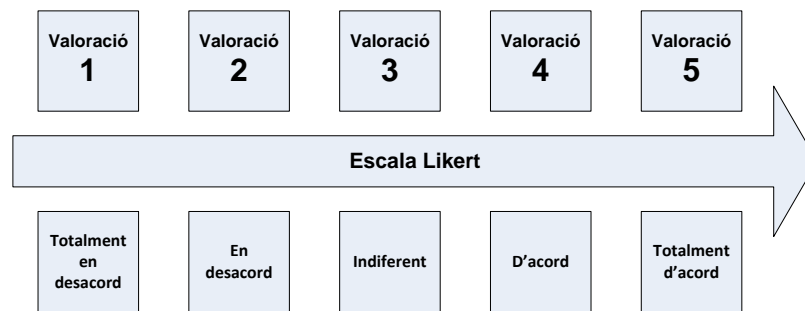 Valoració
1
Valoració
2
Valoració
3
Valoració
4
Valoració
5
Escala Likert
Totalment
en
desacord
En
desacord
Indiferent
D’acord
Totalment
d’acord